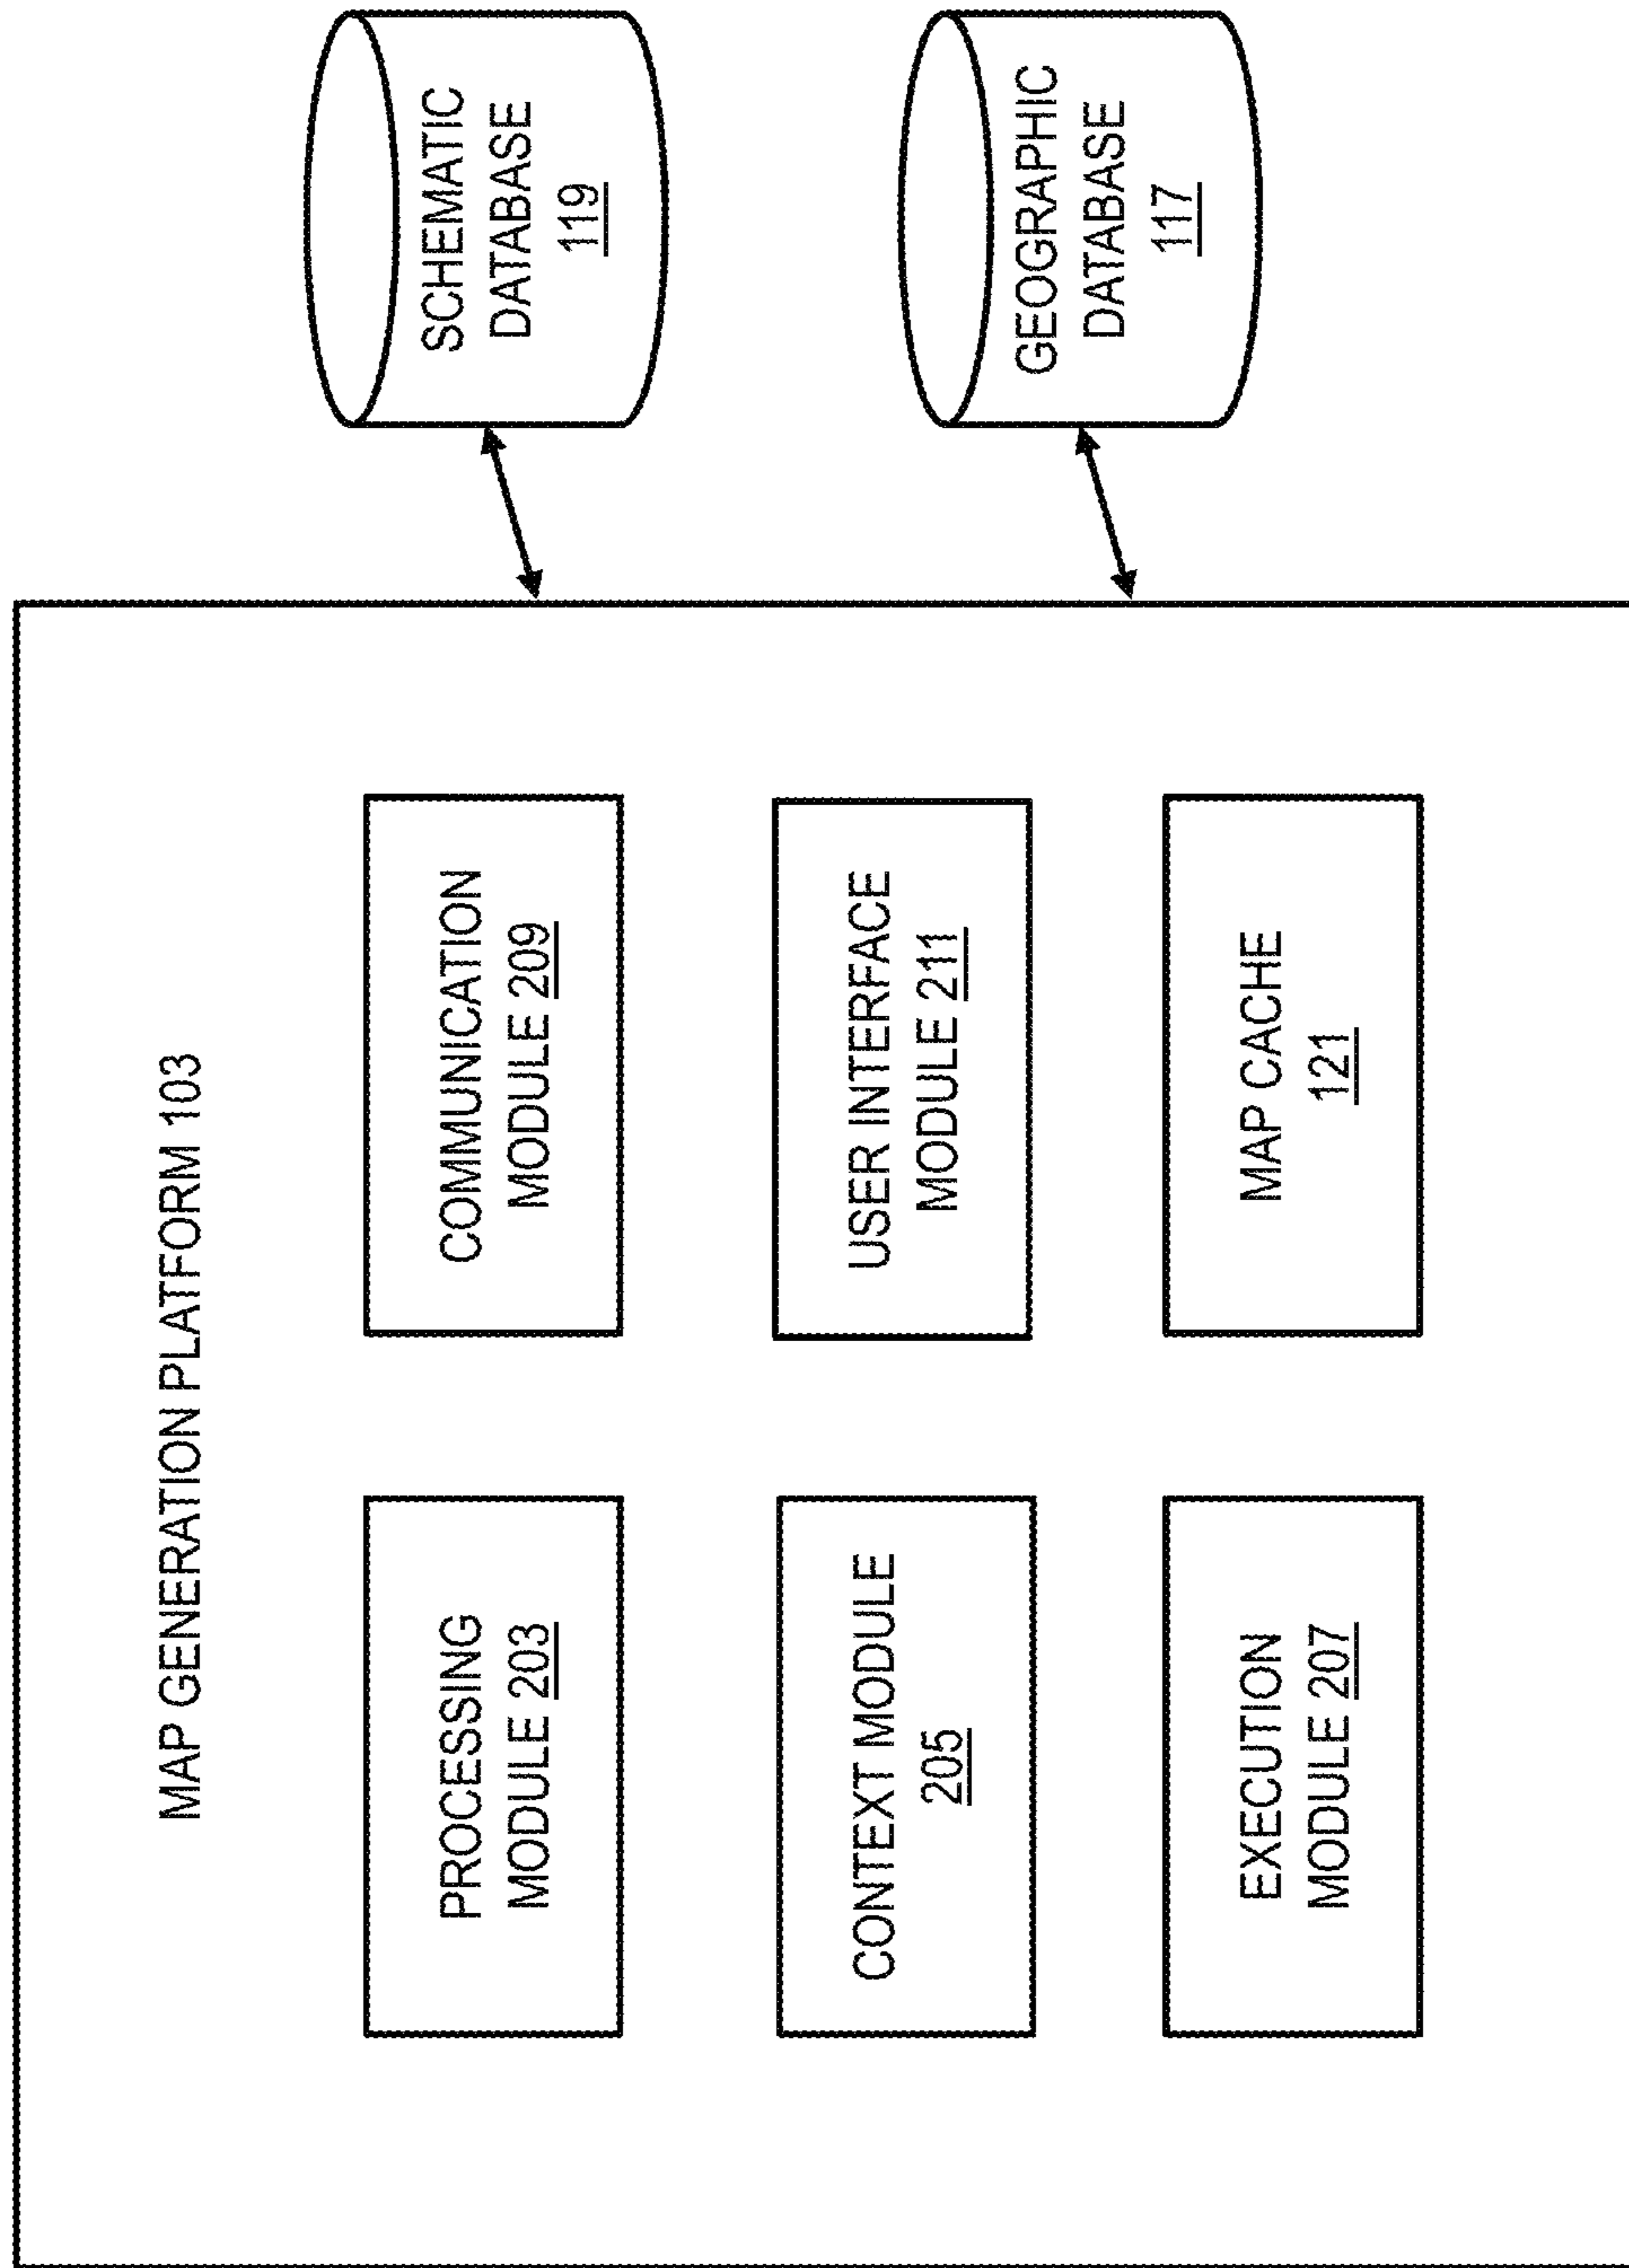 MAP GENERATION PLATFORM 103
PROCESSING
MODULE 203
COMMUNICATION
MODULE 209
CONTEXT MODULE
205
USER INTERFACE
MODULE 211
EXECUTION
MODULE 207
MAP CACHE
121
SCHEMATIC
DATABASE
119
GEOGRAPHIC
DATABASE
117